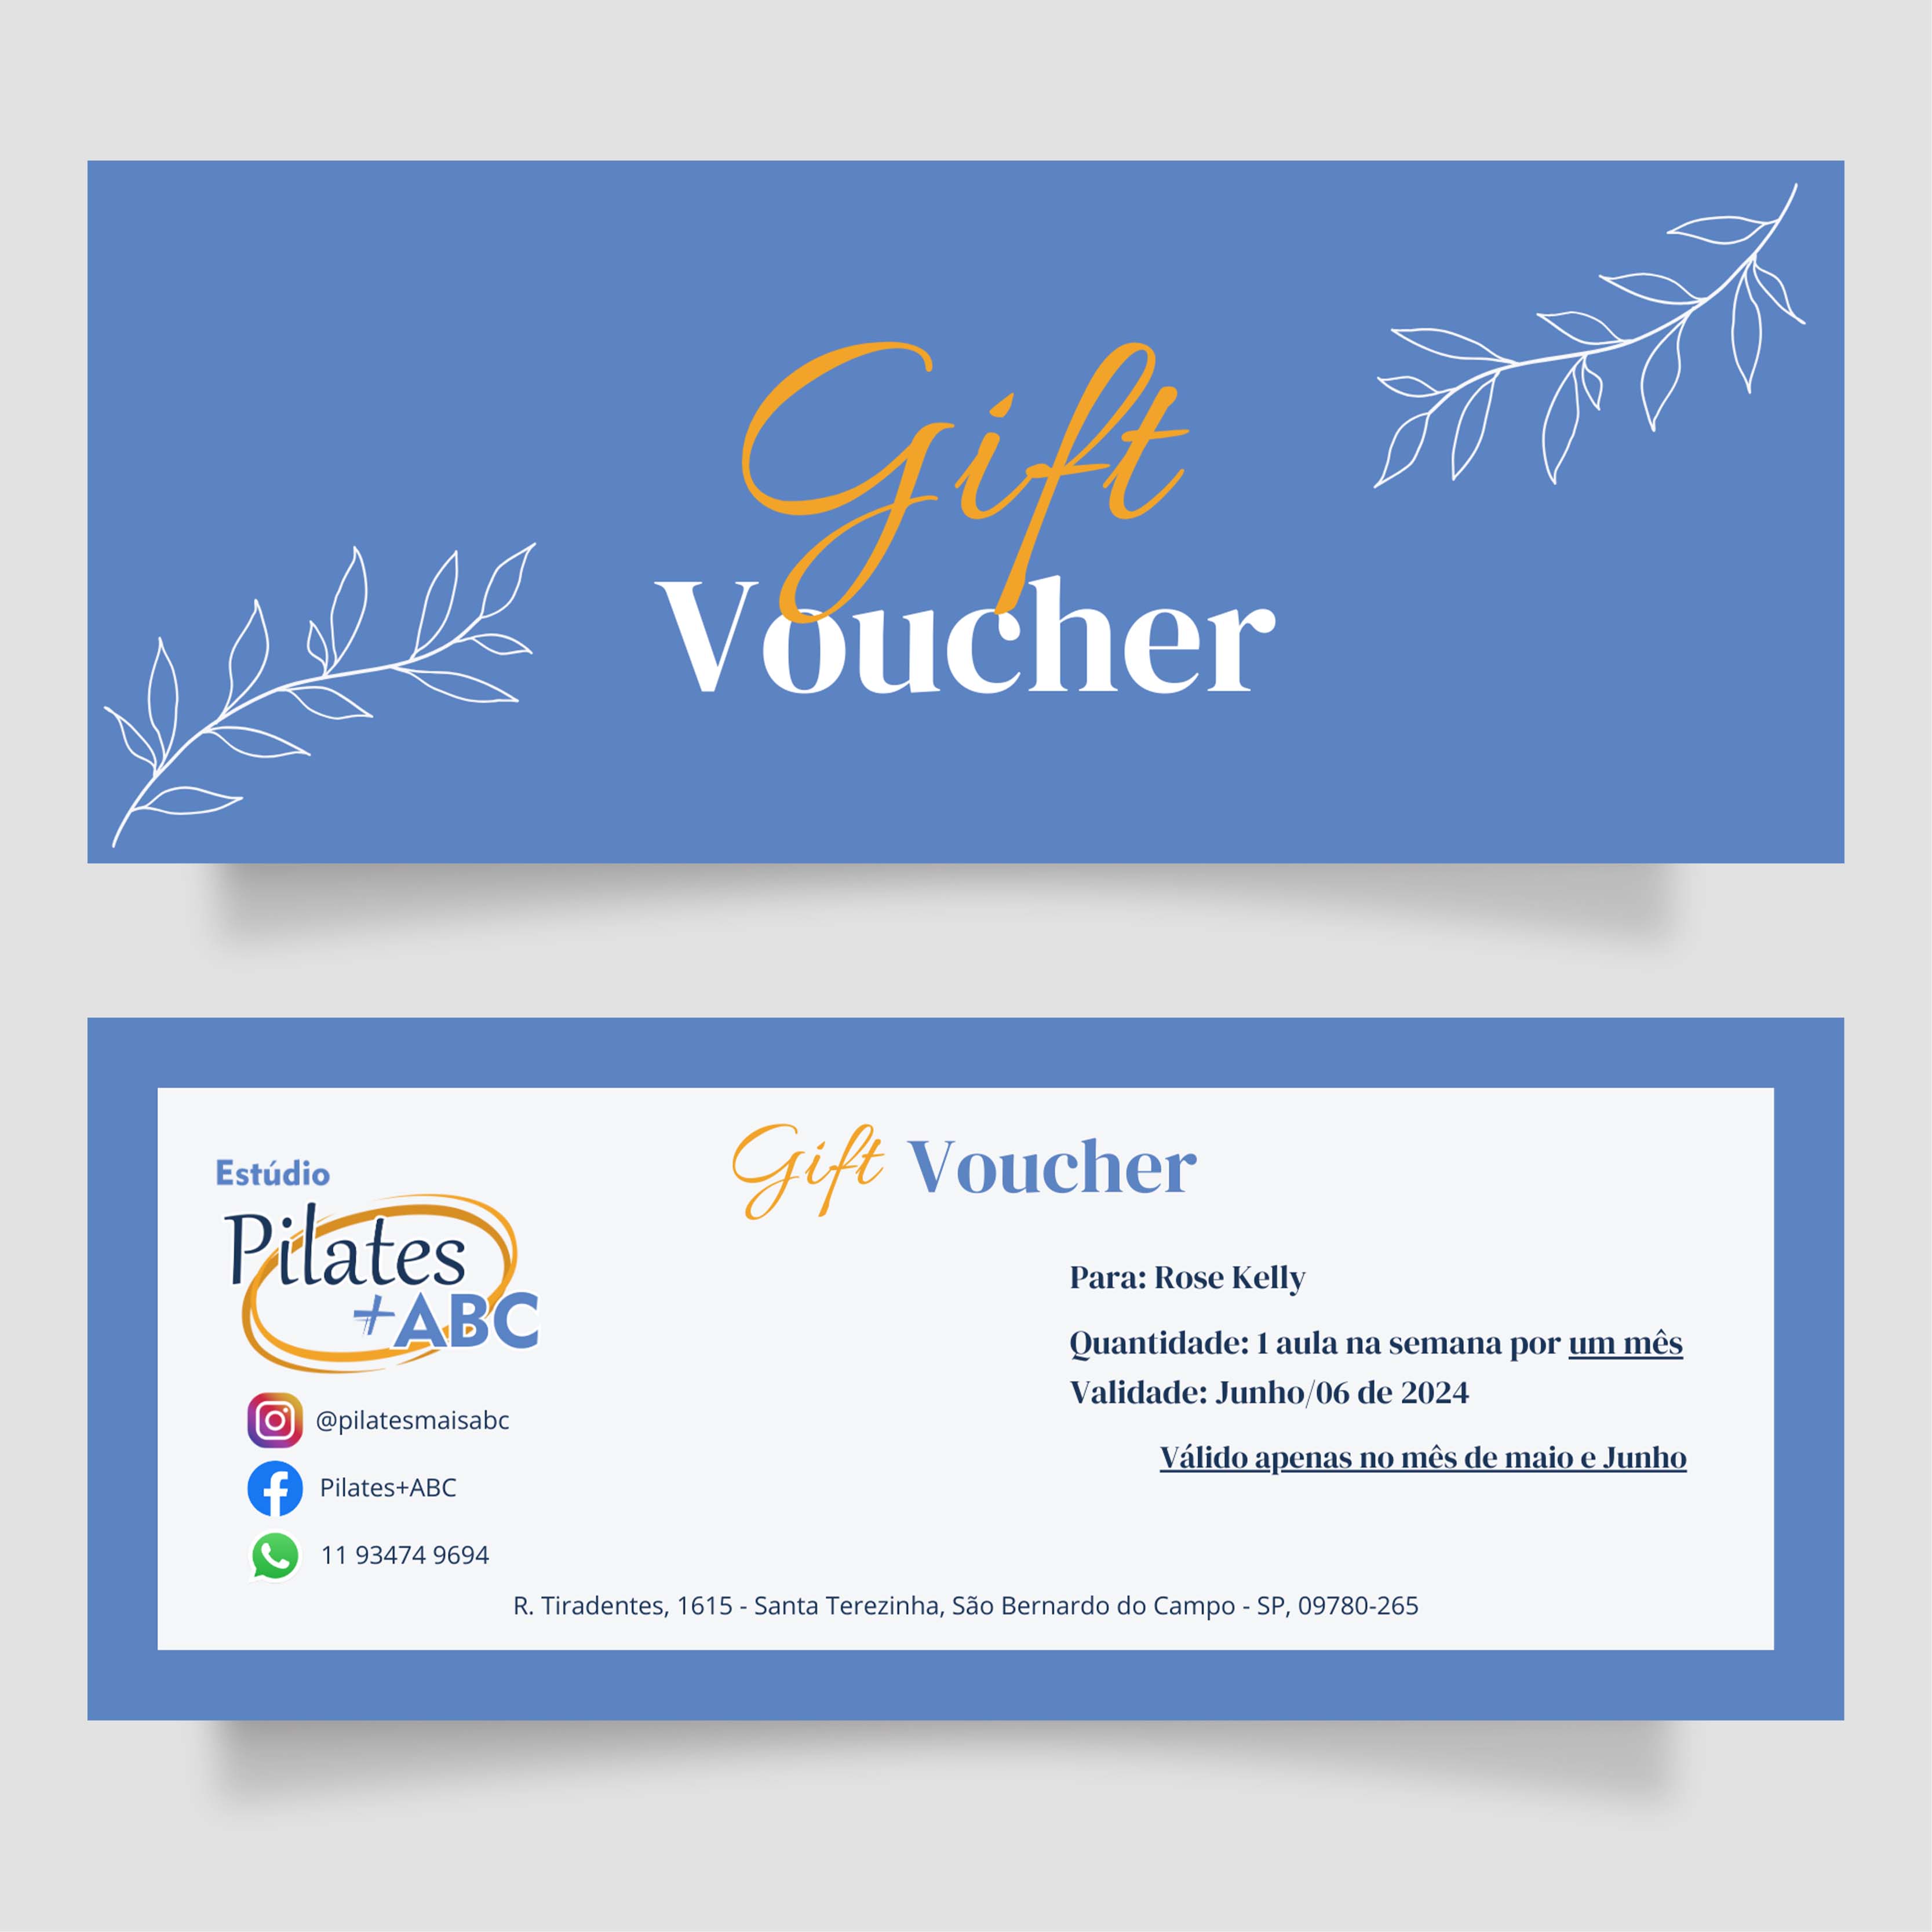 Gift
Voucher
Gift Voucher
Estúdio
Pilates
+ABC
@pilatesmaisabc
Pilates+ABC
11 93474 9694
Para: Rose Kelly
Quantidade: 1 aula na semana por um mês
Validade: Junho/06 de 2024
Válido apenas no mês de maio e Junho
R. Tiradentes, 1615 - Santa Terezinha, São Bernardo do Campo - SP, 09780-265